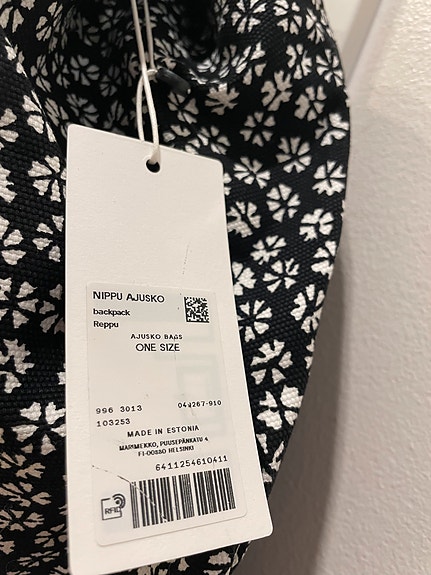 NIPPU AJUSKO
backpack
Reppu
AJUSKO BAGS
ONE SIZE
996 3013
049267-910
103253
MADE IN ESTONIA
MARIMEKKO, PUUSEPÄNKATU 4
FI-00880 HELSINKI
6411254610411
RFID